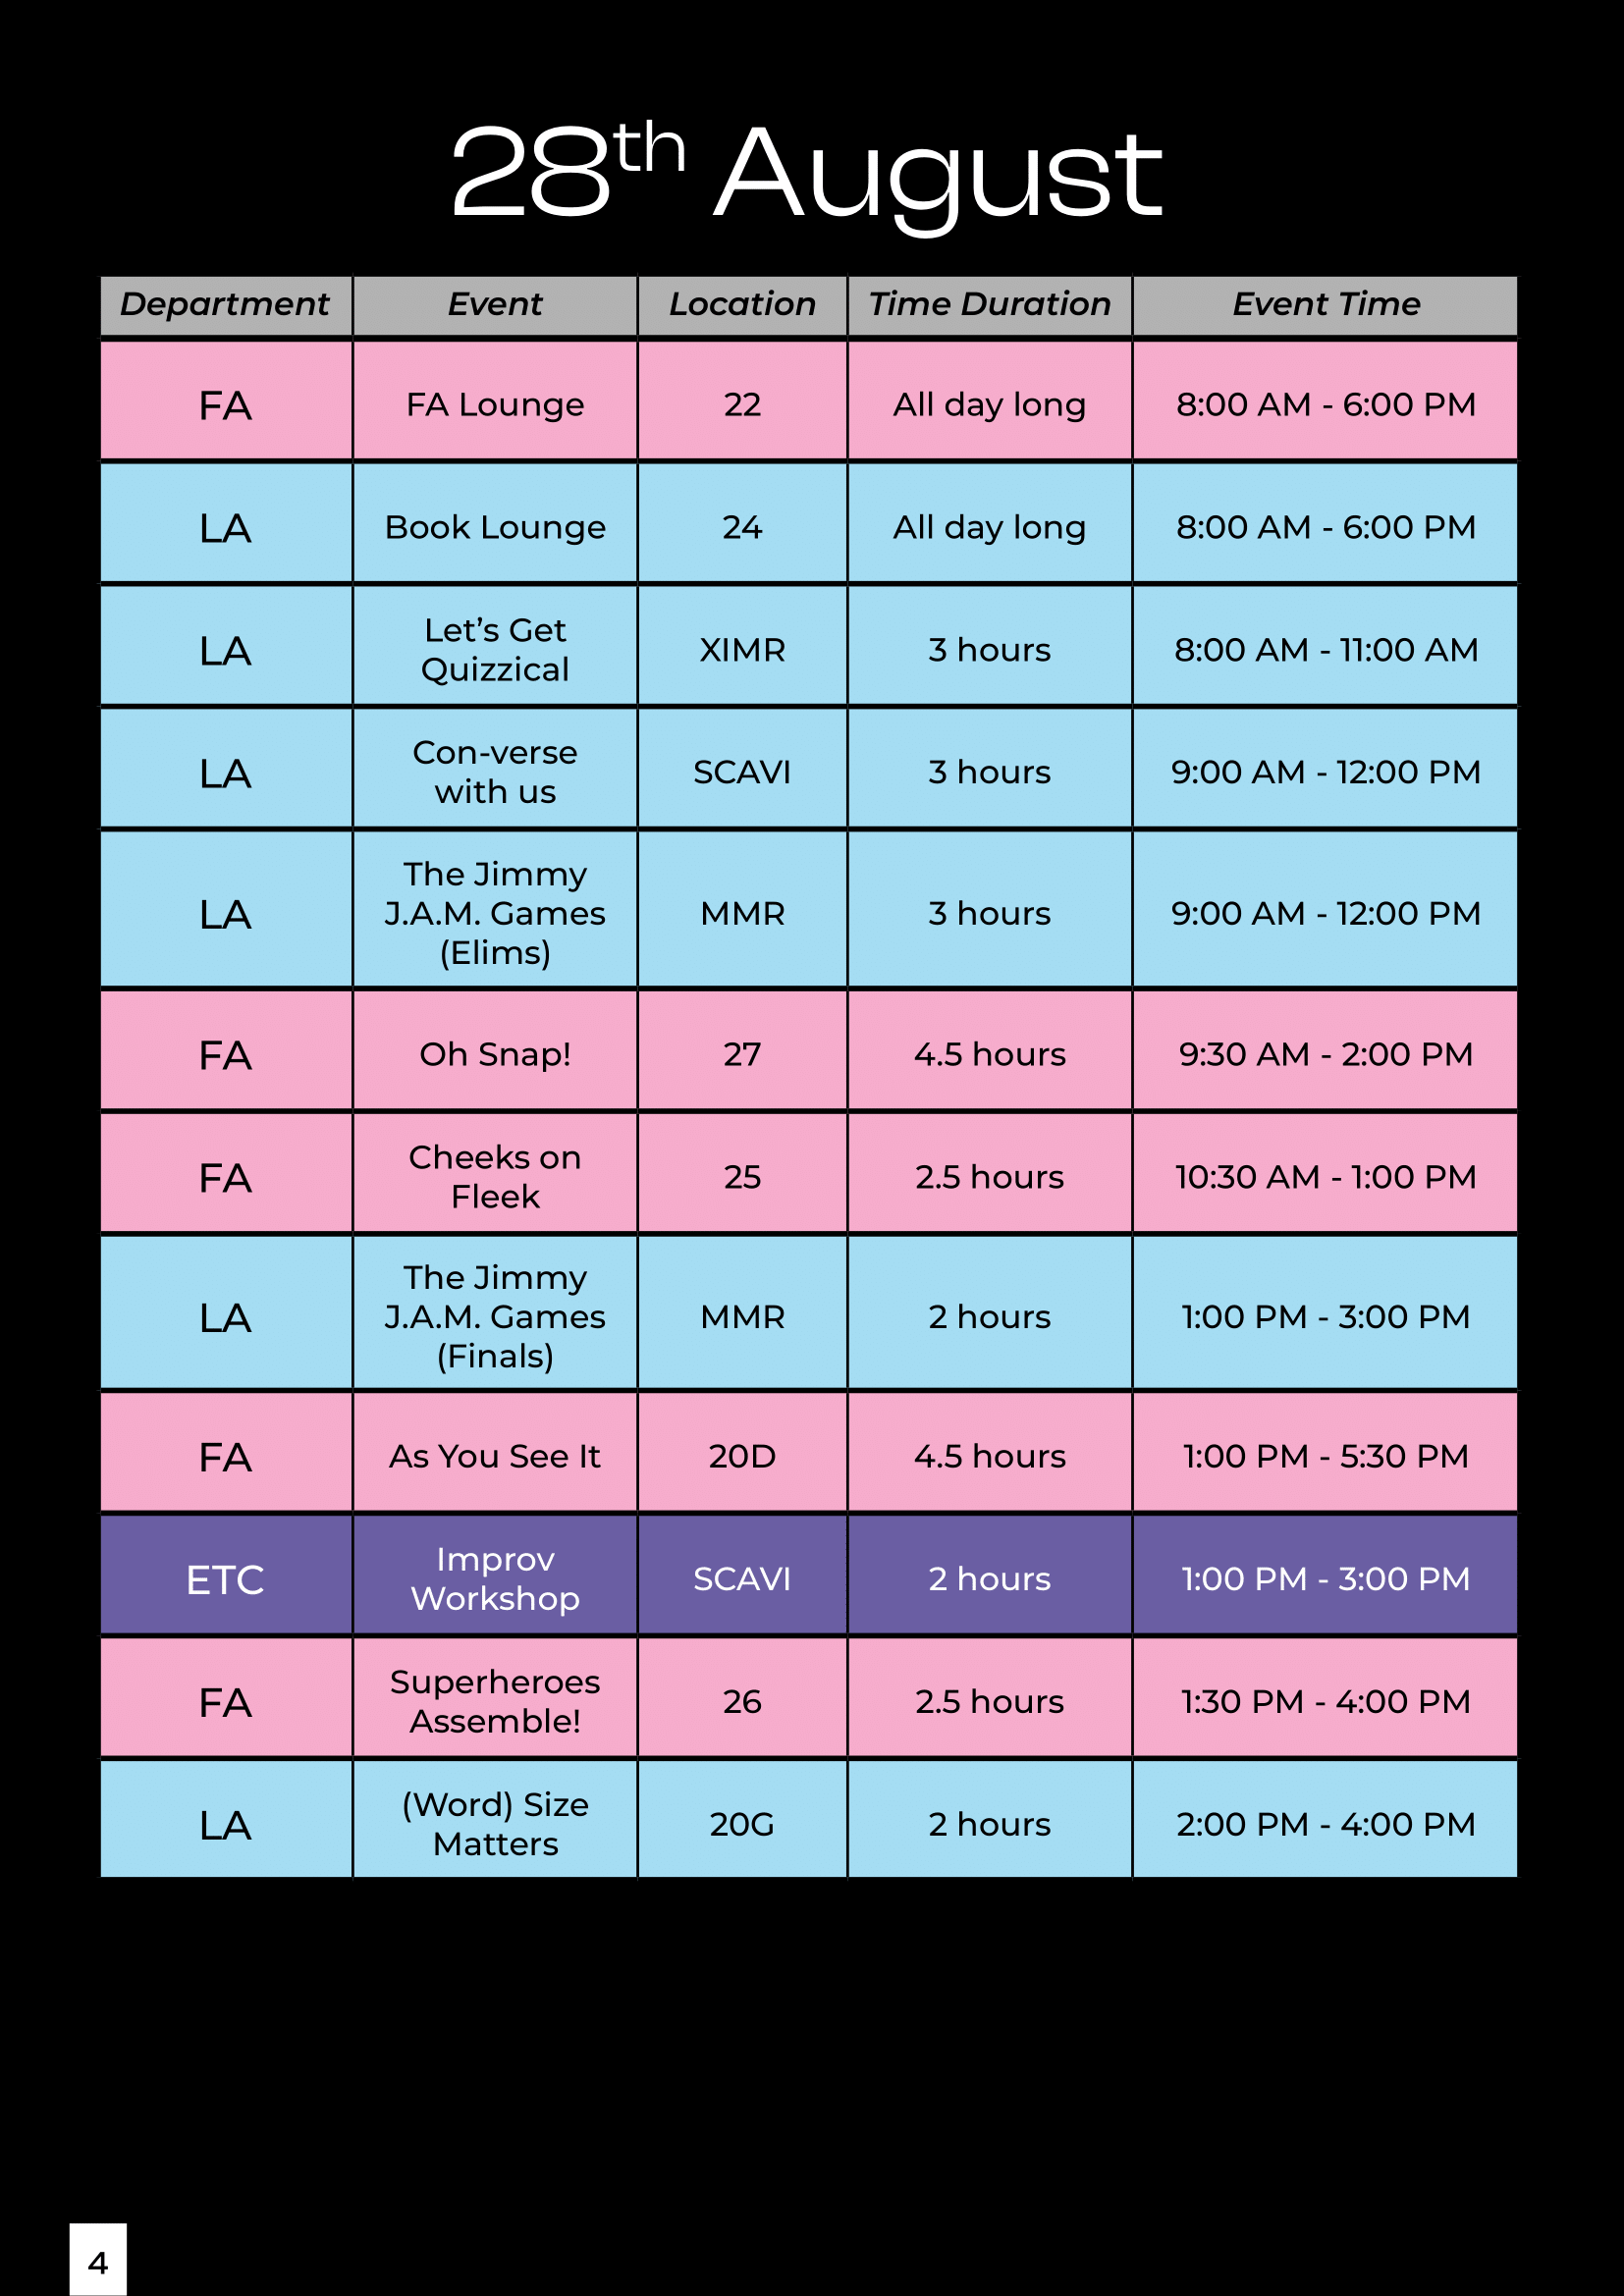 28th August
Department Event Location Time Duration Event Time
FA FA Lounge 22 All day long 8:00 AM - 6:00 PM
LA Book Lounge 24 All day long 8:00 AM - 6:00 PM
LA Let’s Get
Quizzical XIMR 3 hours 8:00 AM - 11:00 AM
LA Con-verse
with us SCAVI 3 hours 9:00 AM - 12:00 PM
LA The Jimmy
J.A.M. Games
(Elims) MMR 3 hours 9:00 AM - 12:00 PM
FA Oh Snap! 27 4.5 hours 9:30 AM - 2:00 PM
FA Cheeks on
Fleek 25 2.5 hours 10:30 AM - 1:00 PM
LA The Jimmy
J.A.M. Games
(Finals) MMR 2 hours 1:00 PM - 3:00 PM
FA As You See It 20D 4.5 hours 1:00 PM - 5:30 PM
ETC Improv
Workshop SCAVI 2 hours 1:00 PM - 3:00 PM
FA Superheroes
Assemble! 26 2.5 hours 1:30 PM - 4:00 PM
LA (Word) Size
Matters 20G 2 hours 2:00 PM - 4:00 PM
4